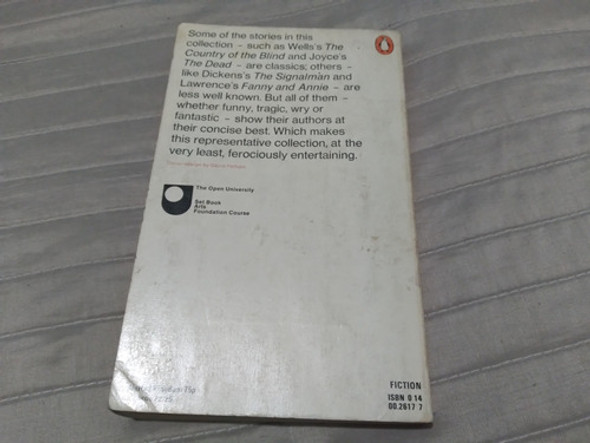 Some of the stories in this
collection – such as Wells's The
Country of the Blind and Joyce's
The Dead – are classics; others –
like Dickens's The Signalman and
Lawrence's Fanny and Annie – are
less well known. But all of them –
whether funny, tragic, wry or
fantastic – show their authors at
their concise best. Which makes
this representative collection, at the
very least, ferociously entertaining.
The Open University
Set Book
Arts
Foundation Course
FICTION
ISBN 0 14
00.2617 7